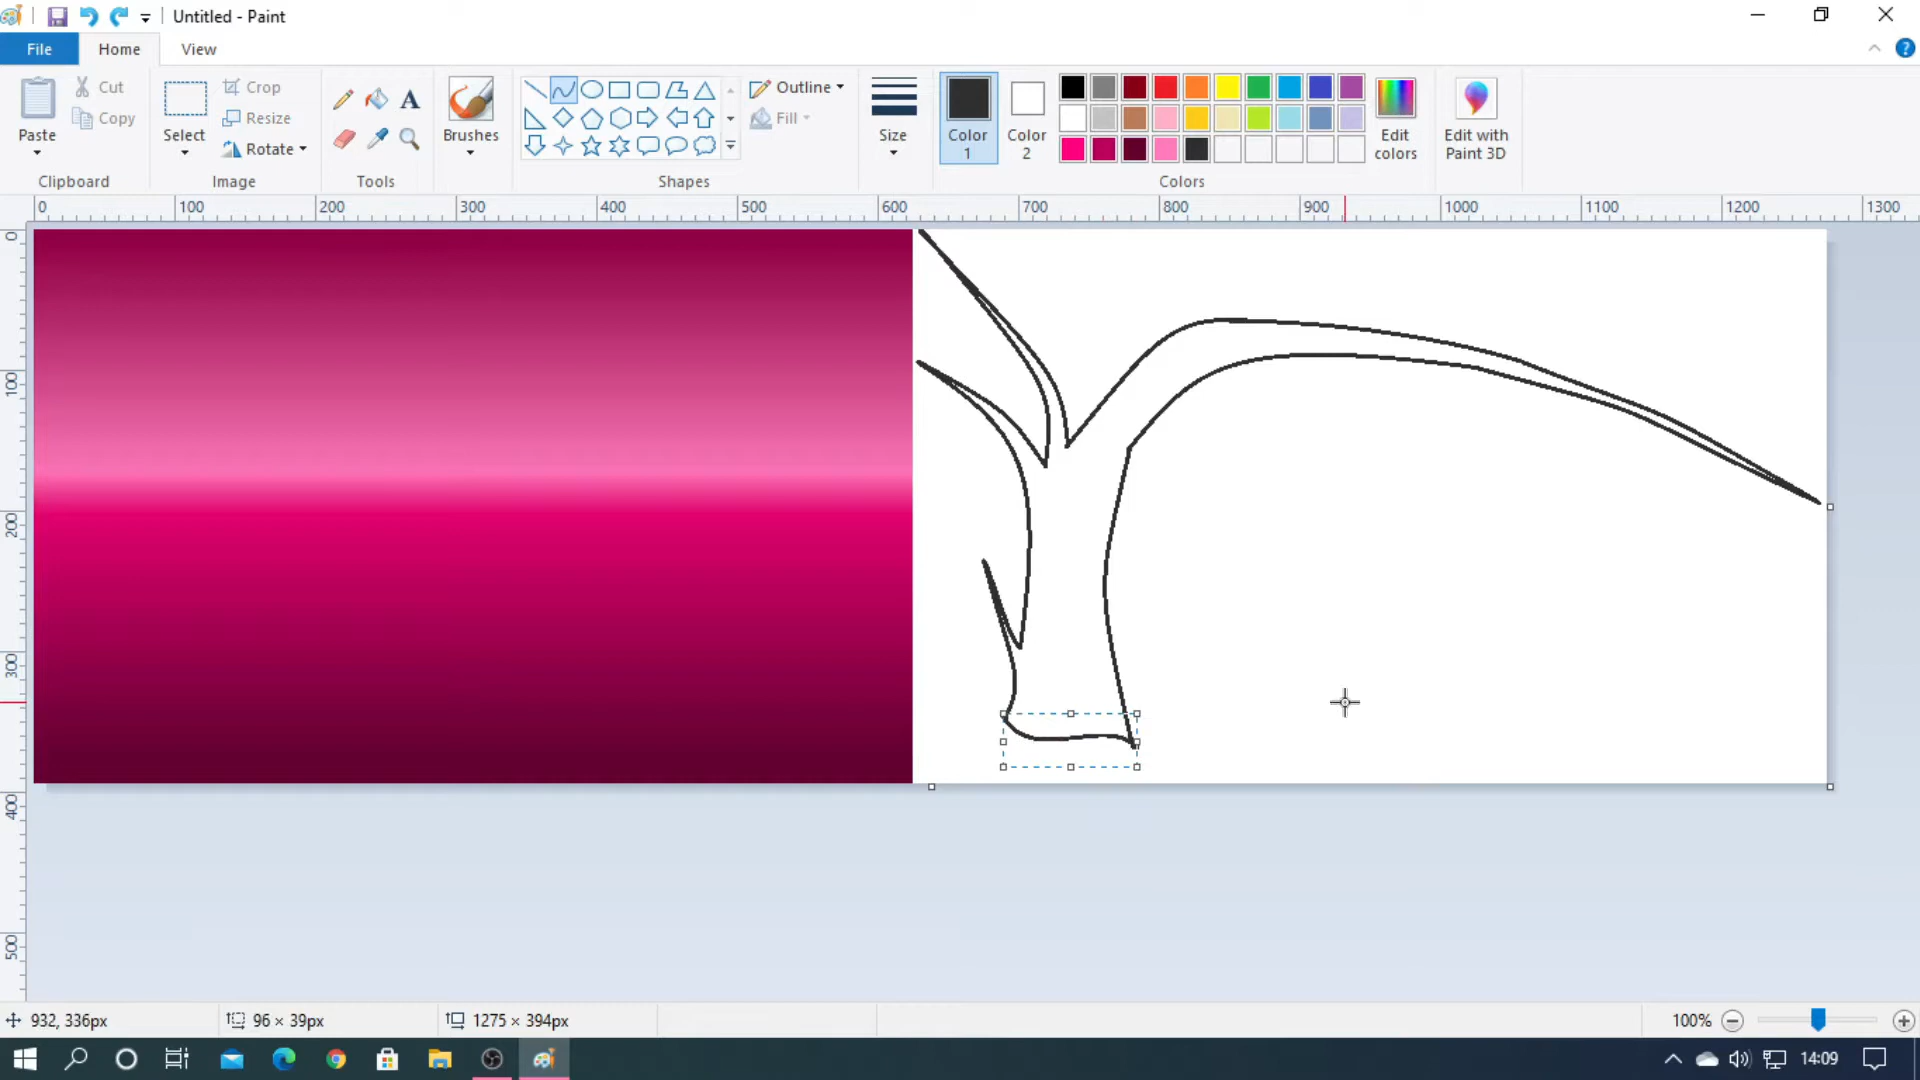 Untitled - Paint
File Home View
Paste
Cut
Copy
Clipboard
Select
Crop
Resize
Rotate
Image
A
Tools
Brushes
Shapes
Outline
Fill
Size
Color 1
Color 2
Edit colors
Colors
Edit with Paint 3D
0 100 200 300 400 500 600 700 800 900 1000 1100 1200 1300
0
100
200
300
400
500
932, 336px 96 × 39px 1275 × 394px 100%
14:09